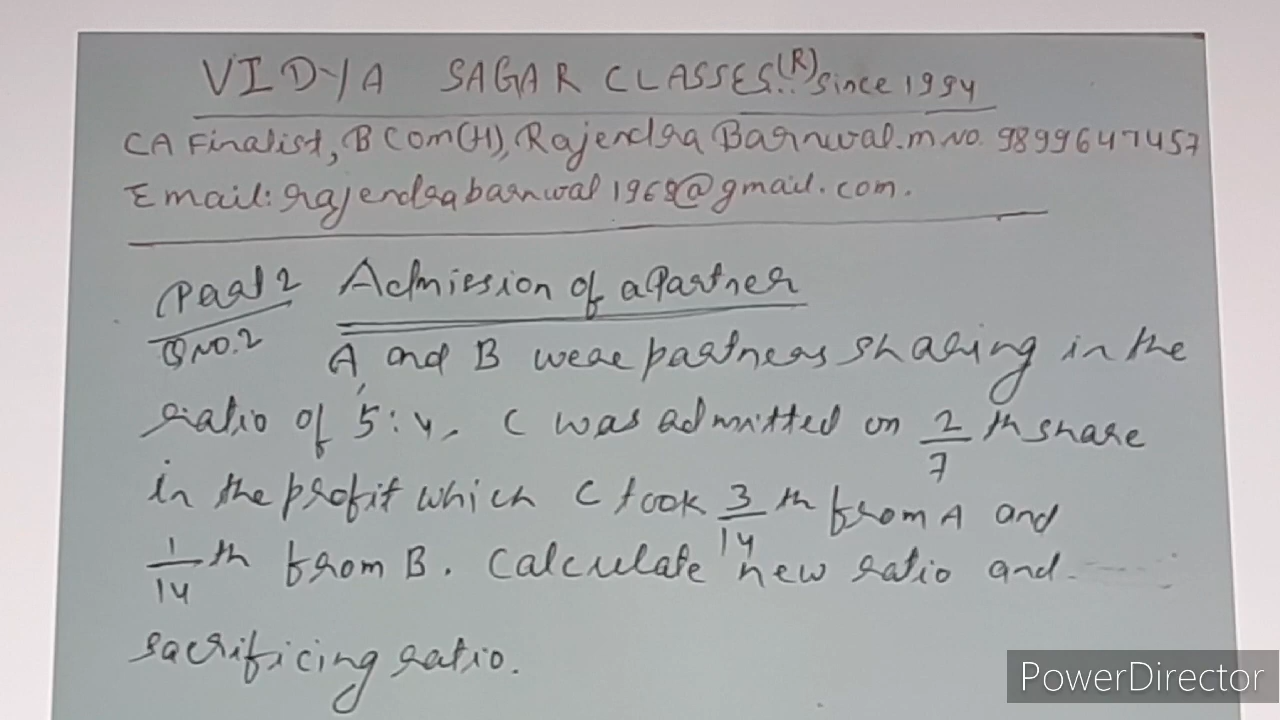 VIDYA SAGAR CLASSES(R) Since 1994
CA Finalist, B Com(H), Rajendra Barnwal. m No. 9899647457
Email: rajendrabarnwal1968@gmail.com.
Part 2 Admission of a Partner
Q No. 2 A and B were partners sharing in the
ratio of 5:4. C was admitted on 2/7 th share
in the profit which C took 3/14 th from A and
1/14 th from B. Calculate new ratio and
sacrificing ratio.
PowerDirector